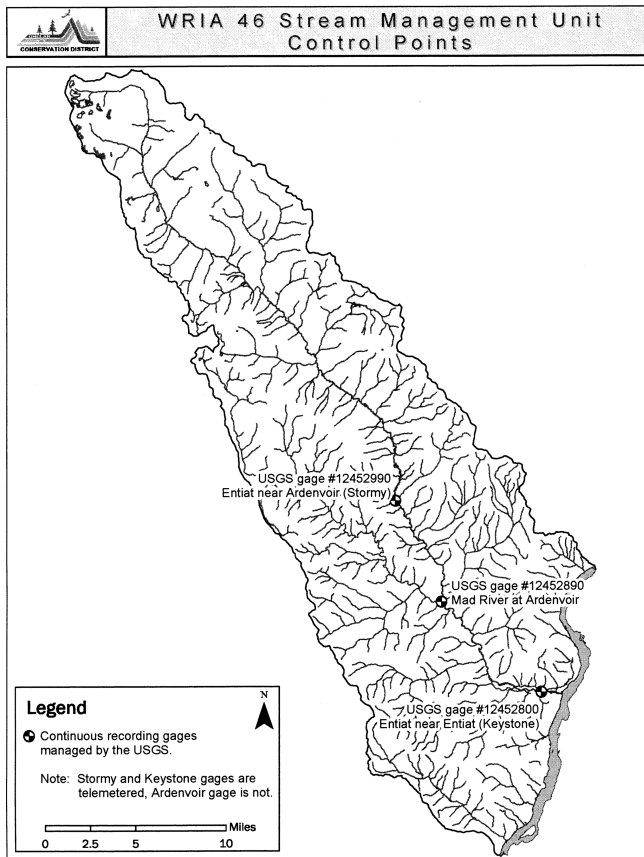 WRIA 46 Stream Management Unit
Control Points
CHELAN
CONSERVATION DISTRICT
USGS gage #12452990
Entiat near Ardenvoir (Stormy)
USGS gage #12452890
Mad River at Ardenvoir
USGS gage #12452800
Entiat near Entiat (Keystone)
Legend
N
Continuous recording gages
managed by the USGS.
Note: Stormy and Keystone gages are
telemetered, Ardenvoir gage is not.
Miles
0 2.5 5 10